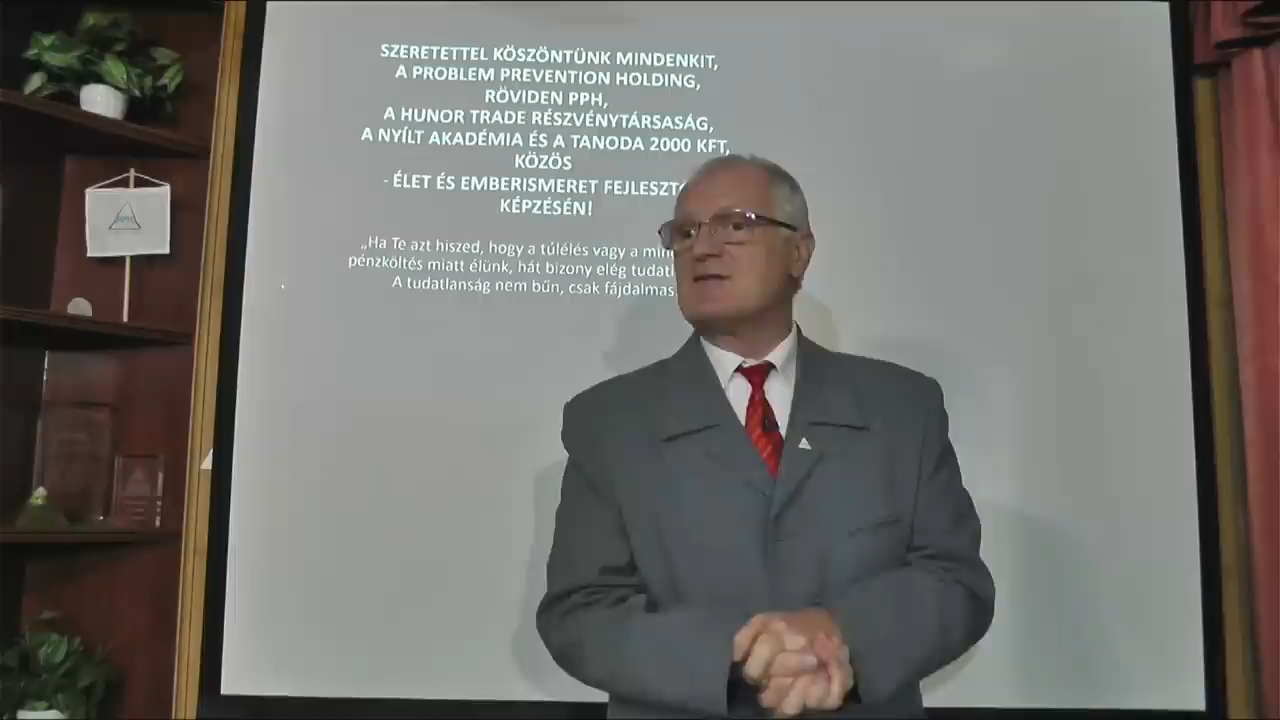 SZERETETTEL KÖSZÖNTÜNK MINDENKIT,
A PROBLEM PREVENTION HOLDING,
RÖVIDEN PPH,
A HUNOR TRADE RÉSZVÉNYTÁRSASÁG,
A NYÍLT AKADÉMIA ÉS A TANODA 2000 KFT,
KÖZÖS
- ÉLET ÉS EMBERISMERET
KÉPZÉSÉN!
„Ha Te azt hiszed, hogy a túlélés vagy a
pénzköltés miatt élünk, hát bizony elég
A tudatlanság nem bűn, csak fájdalmas